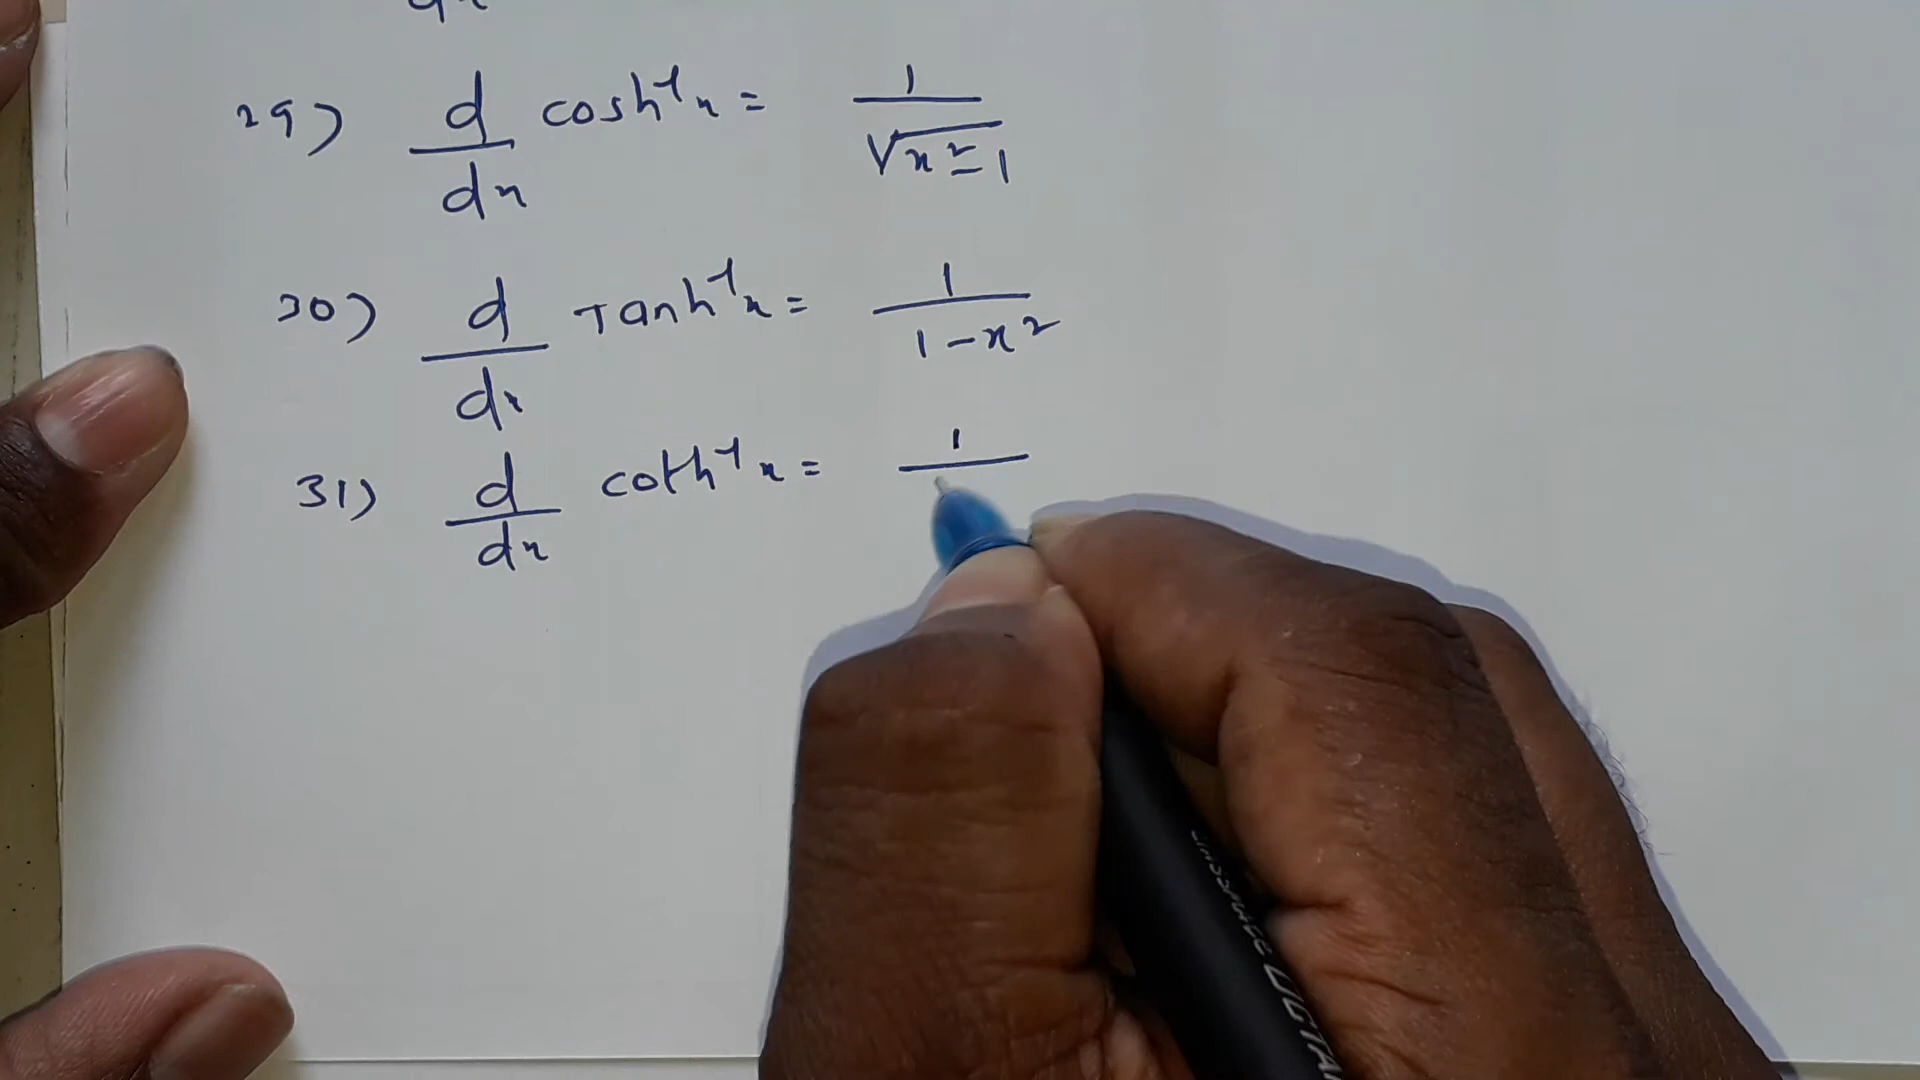 29) d/dx cosh⁻¹x = 1/√x²-1
30) d/dx Tanh⁻¹x = 1/1-x²
31) d/dx coth⁻¹x = 1/